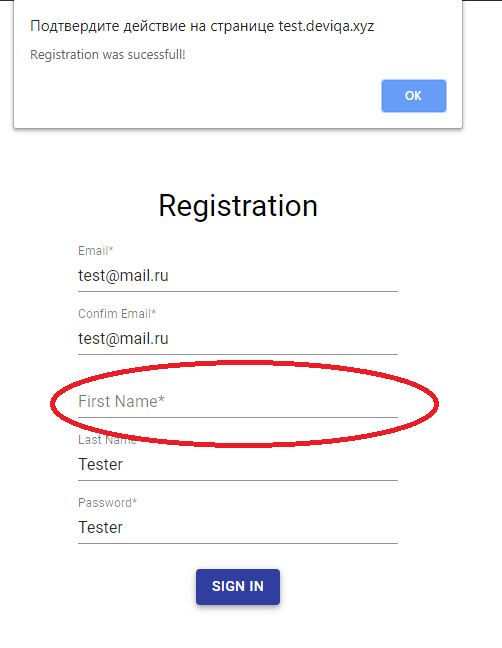 Подтвердите действие на странице test.deviqa.xyz
Registration was sucessfull!
OK
Registration
Email*
test@mail.ru
Confim Email*
test@mail.ru
First Name*
Last Name
Tester
Password*
Tester
SIGN IN